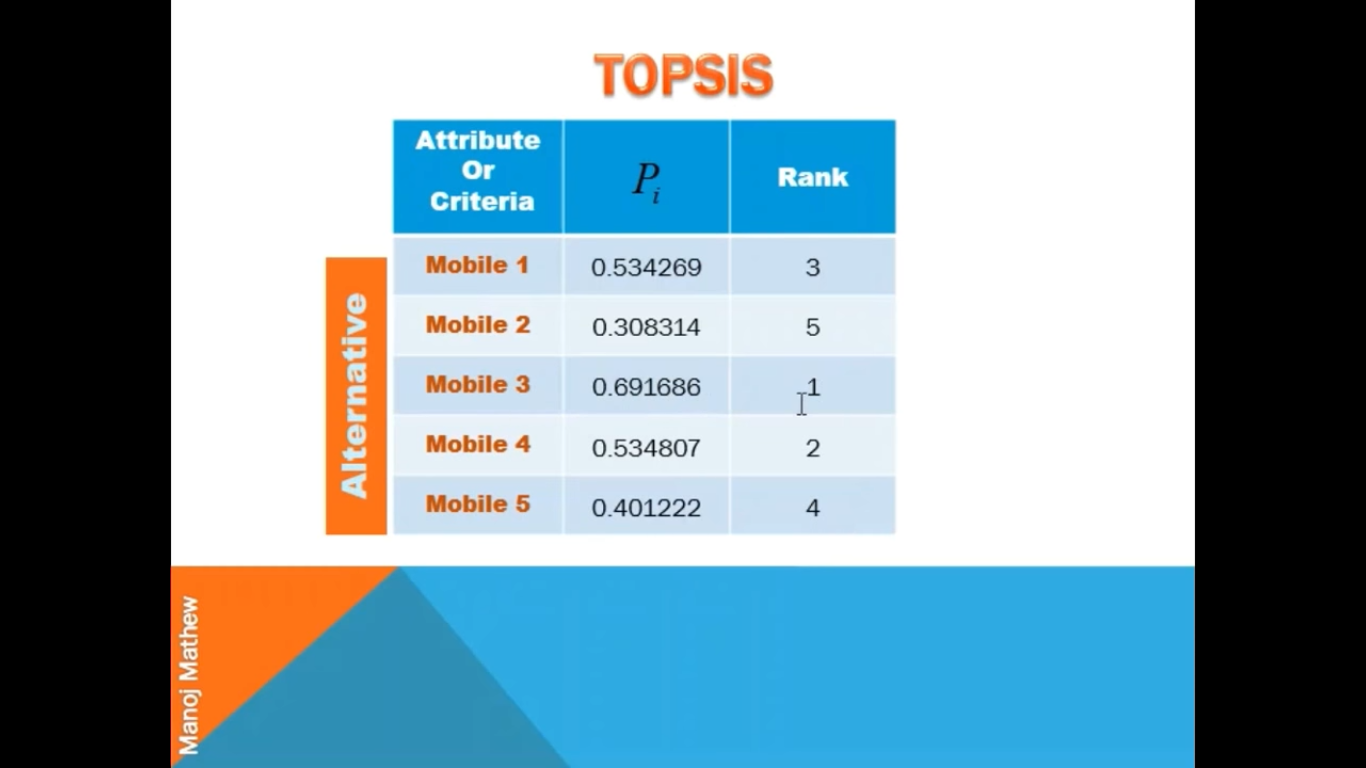 TOPSIS
Attribute
Or
Criteria
Pi
Rank
Alternative
Mobile 1 0.534269 3
Mobile 2 0.308314 5
Mobile 3 0.691686 1
Mobile 4 0.534807 2
Mobile 5 0.401222 4
Manoj Mathew